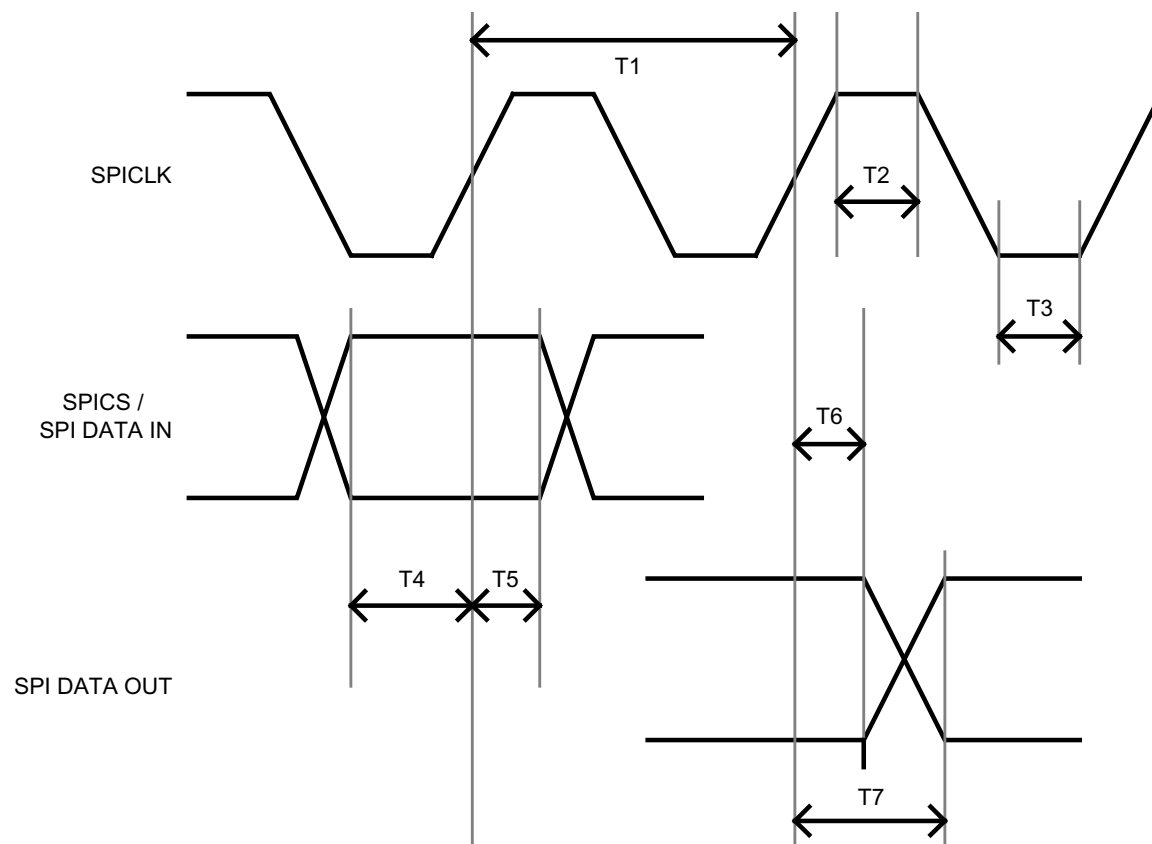 T1
SPICLK
T2
T3
SPICS /
SPI DATA IN
T6
T4
T5
SPI DATA OUT
T7